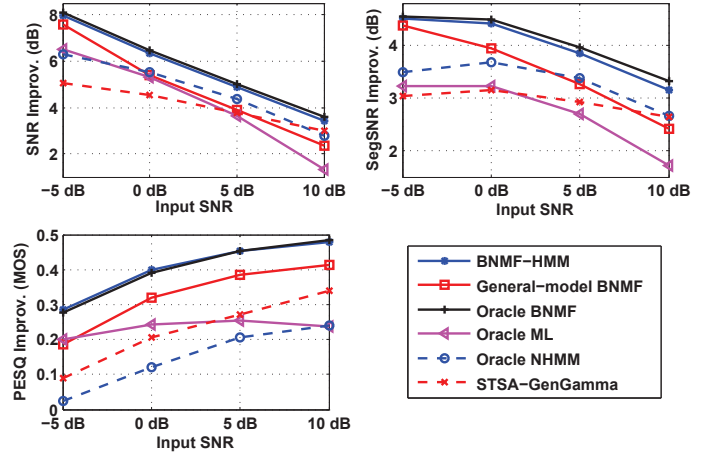 SNR Improv. (dB)
8
6
4
2
−5 dB
0 dB
5 dB
10 dB
Input SNR
SegSNR Improv. (dB)
4
3
2
−5 dB
0 dB
5 dB
10 dB
Input SNR
PESQ Improv. (MOS)
0.5
0.4
0.3
0.2
0.1
0
−5 dB
0 dB
5 dB
10 dB
Input SNR
BNMF−HMM
General−model BNMF
Oracle BNMF
Oracle ML
Oracle NHMM
STSA−GenGamma